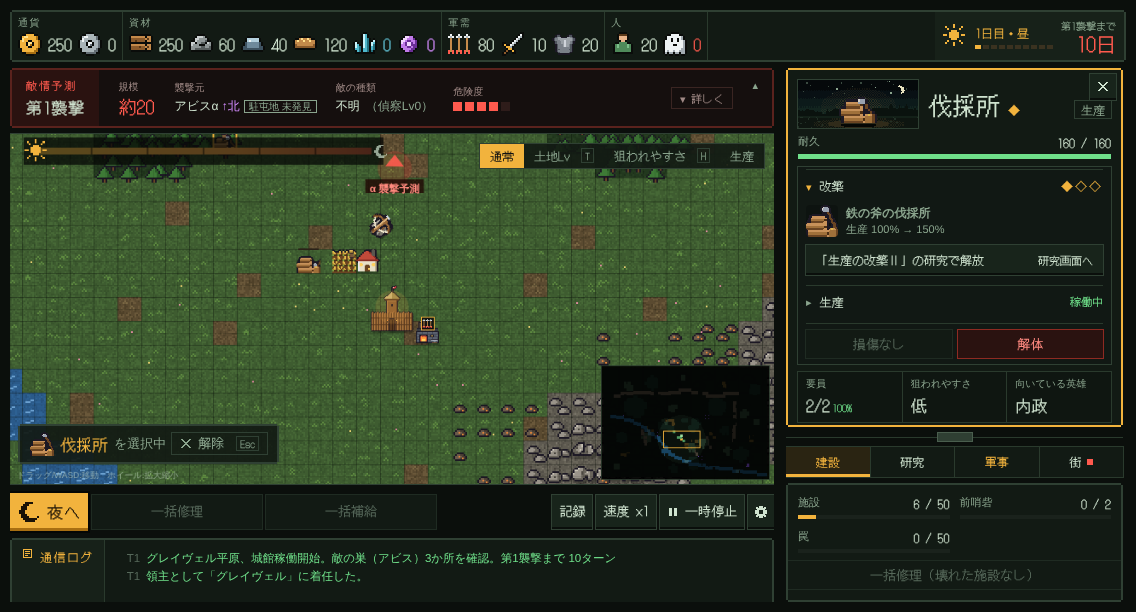 通貨
250 0
資材
250 60 40 120 0 0
軍需
80 10 20
人
20 0
1日目・昼
第1襲撃まで
10日
敵情予測
第1襲撃
規模
約20
襲撃元
アビスα ↑北 駐屯地 未発見
敵の種類
不明 （偵察Lv0）
危険度
▼ 詳しく
▲
通常 土地Lv T 狙われやすさ H 生産
α 襲撃予測
伐採所 を選択中 ✕ 解除 Esc
夜へ
一括修理
一括補給
記録
速度 x1
一時停止
通信ログ
T1 グレイヴェル平原、城館稼働開始。敵の巣（アビス）3か所を確認。第1襲撃まで 10ターン
T1 領主として「グレイヴェル」に着任した。
✕
伐採所 ◆
生産
耐久 160 / 160
▼ 改築 ◆◇◇
鉄の斧の伐採所
生産 100% → 150%
「生産の改築Ⅱ」の研究で解放 研究画面へ
▶ 生産 稼働中
損傷なし
解体
要員
2/2 100%
狙われやすさ
低
向いている英雄
内政
建設 研究 軍事 街
施設 6 / 50
前哨砦 0 / 2
罠 0 / 50
一括修理（壊れた施設なし）